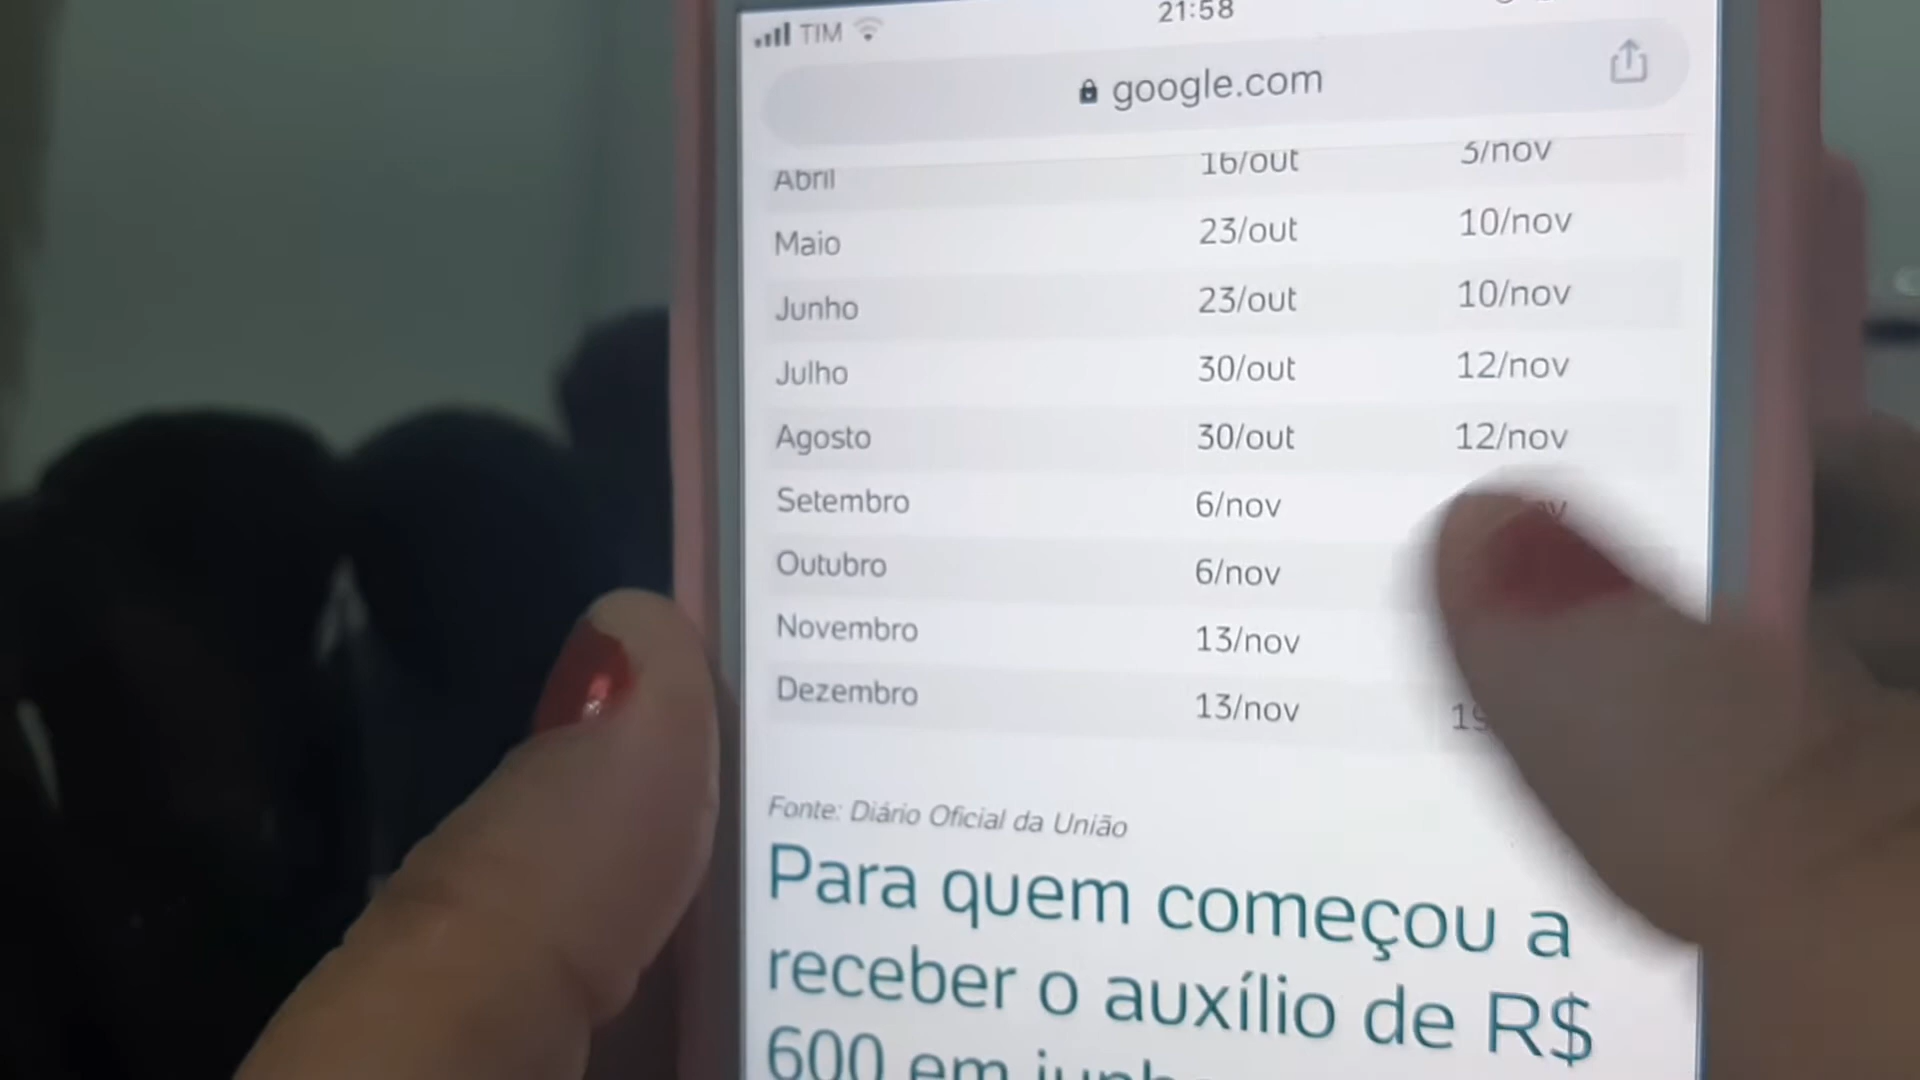 TIM
21:58
google.com
Abril 16/out 5/nov
Maio 23/out 10/nov
Junho 23/out 10/nov
Julho 30/out 12/nov
Agosto 30/out 12/nov
Setembro 6/nov
Outubro 6/nov
Novembro 13/nov
Dezembro 13/nov
Fonte: Diário Oficial da União
Para quem começou a
receber o auxílio de R$
600 em